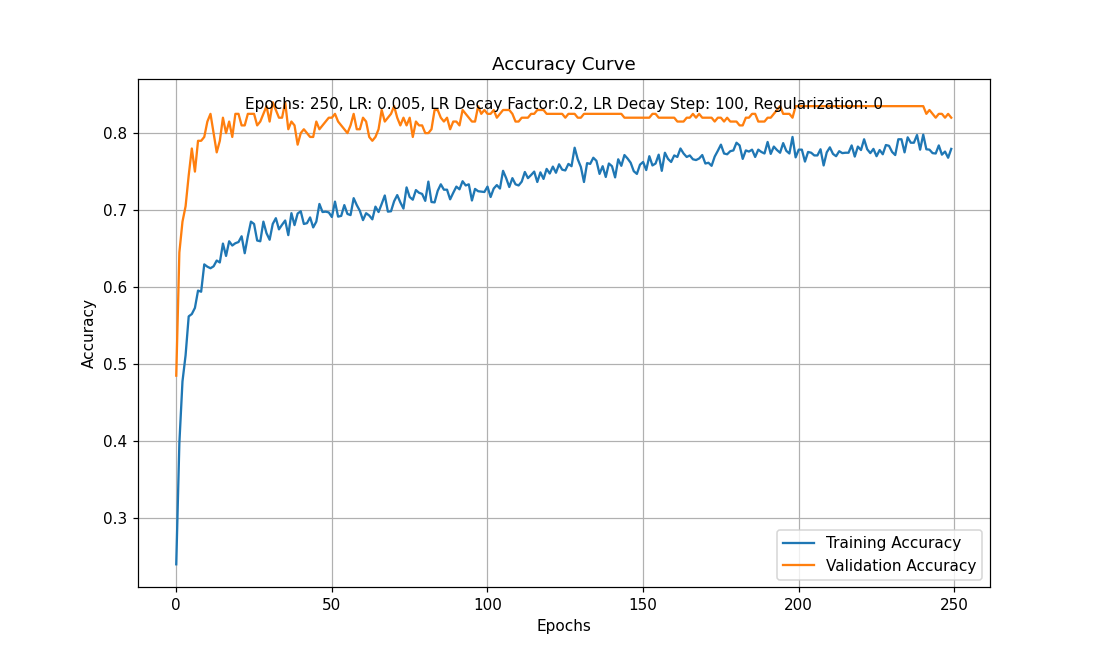 Accuracy Curve
Epochs: 250, LR: 0.005, LR Decay Factor:0.2, LR Decay Step: 100, Regularization: 0
0.8
0.7
0.6
0.5
0.4
0.3
Accuracy
Training Accuracy
Validation Accuracy
0 50 100 150 200 250
Epochs